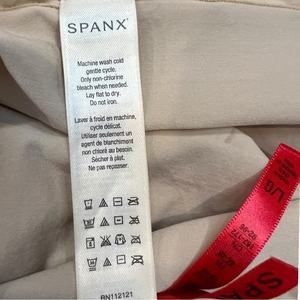 SPANX
Machine wash cold
gentle cycle.
Only non-chlorine
bleach when needed.
Lay flat to dry.
Do not iron.
Laver à froid en machine,
cycle délicat.
Utiliser seulement un
agent de blanchiment
non chloré au besoin.
Sécher à plat.
Ne pas repasser.
RN112121